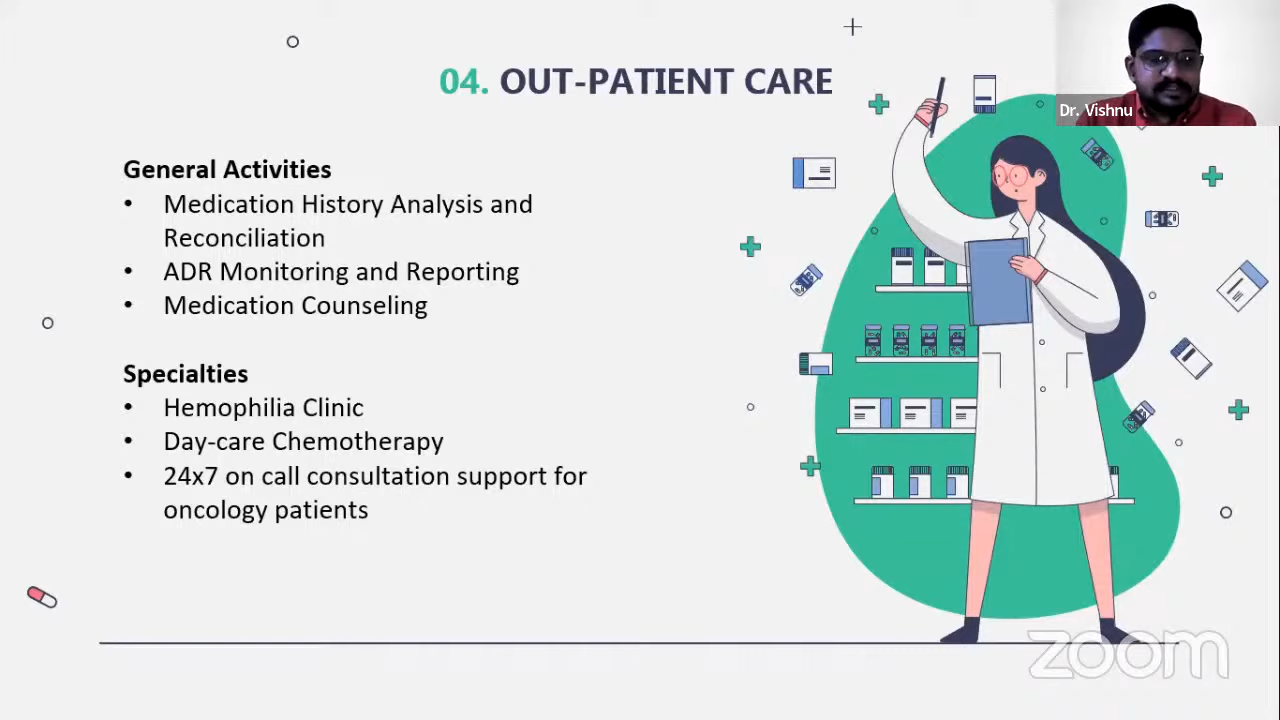 04. OUT-PATIENT CARE
Dr. Vishnu
General Activities
• Medication History Analysis and
Reconciliation
• ADR Monitoring and Reporting
• Medication Counseling
Specialties
• Hemophilia Clinic
• Day-care Chemotherapy
• 24x7 on call consultation support for
oncology patients
zoom